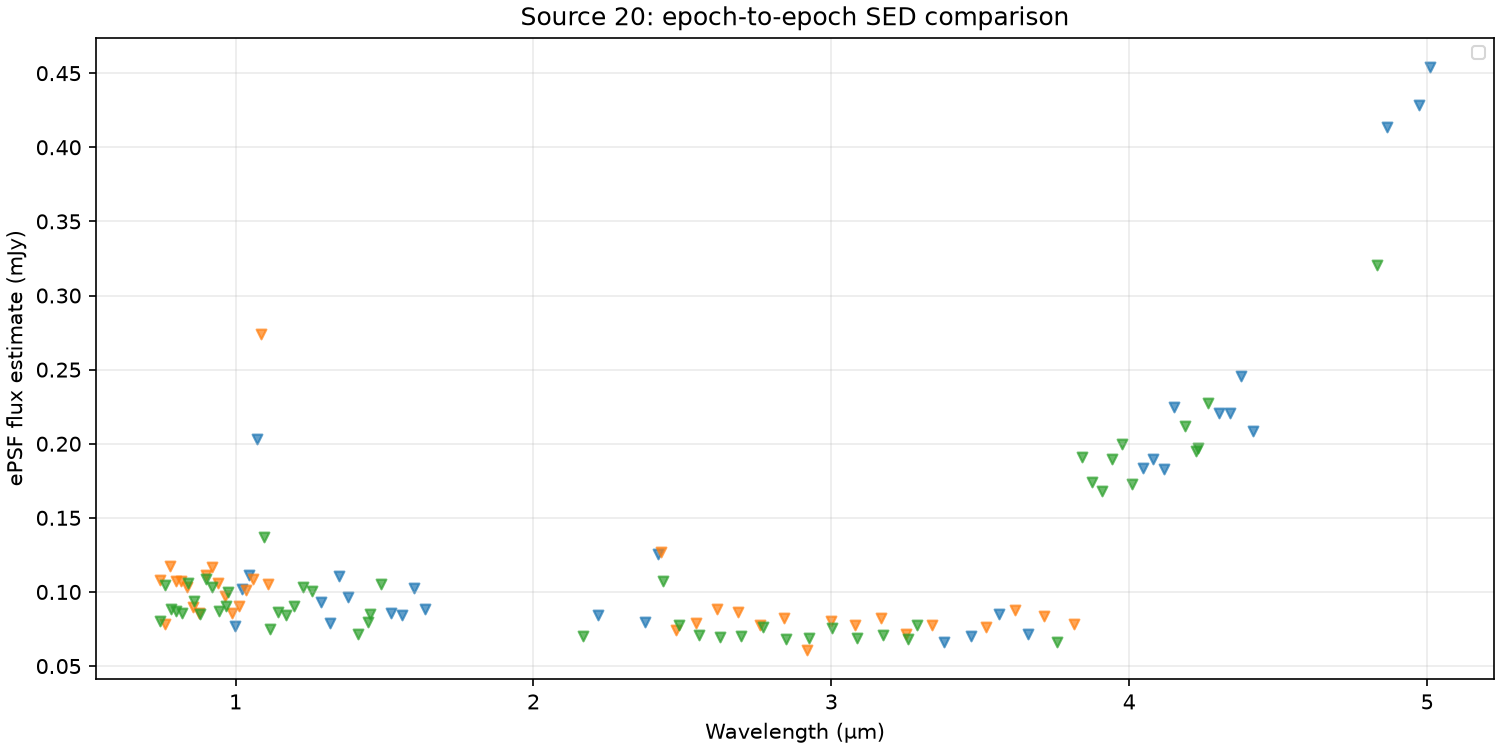 Source 20: epoch-to-epoch SED comparison
0.45
0.40
0.35
0.30
0.25
0.20
0.15
0.10
0.05
ePSF flux estimate (mJy)
1 2 3 4 5
Wavelength (μm)